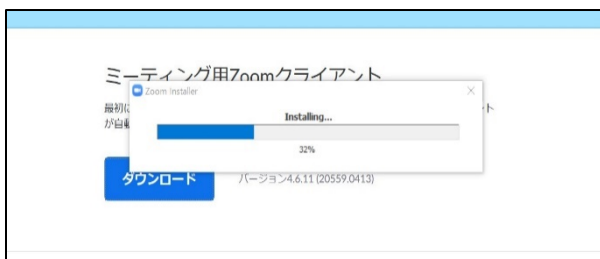 ミーティング用Zoomクライアント
Zoom Installer
最初に
ト
Installing...
が自動
32%
ダウンロード
バージョン4.6.11 (20559.0413)